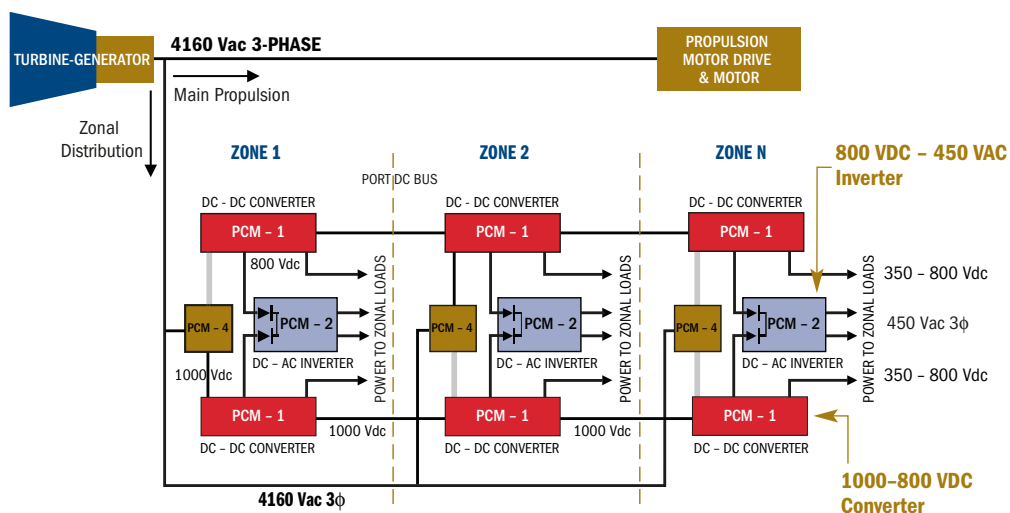 4160 Vac 3-PHASE
TURBINE-GENERATOR
PROPULSION
MOTOR DRIVE
& MOTOR
Main Propulsion
Zonal
Distribution
ZONE 1
ZONE 2
ZONE N
800 VDC – 450 VAC
Inverter
PORT DC BUS
DC - DC CONVERTER
DC - DC CONVERTER
DC - DC CONVERTER
PCM – 1
PCM – 1
PCM – 1
800 Vdc
350 – 800 Vdc
POWER TO ZONAL LOADS
POWER TO ZONAL LOADS
POWER TO ZONAL LOADS
PCM – 4
PCM – 2
PCM – 4
PCM – 2
PCM – 4
PCM – 2
450 Vac 3ϕ
DC – AC INVERTER
DC – AC INVERTER
DC – AC INVERTER
1000 Vdc
350 – 800 Vdc
PCM – 1
PCM – 1
PCM – 1
1000 Vdc
1000 Vdc
DC – DC CONVERTER
DC – DC CONVERTER
DC – DC CONVERTER
1000–800 VDC
Converter
4160 Vac 3ϕ